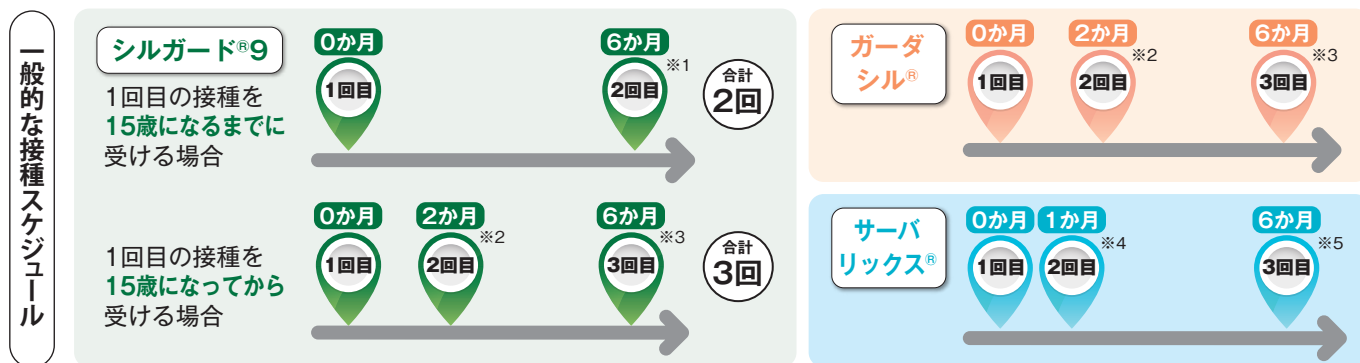 一般的な接種スケジュール
シルガード®9
1回目の接種を
15歳になるまでに
受ける場合
0か月
1回目
6か月
※1
2回目
合計
2回
1回目の接種を
15歳になってから
受ける場合
0か月
1回目
2か月
※2
2回目
6か月
※3
3回目
合計
3回
ガーダ
シル®
0か月
1回目
2か月
※2
2回目
6か月
※3
3回目
サーバ
リックス®
0か月
1回目
1か月
※4
2回目
6か月
※5
3回目